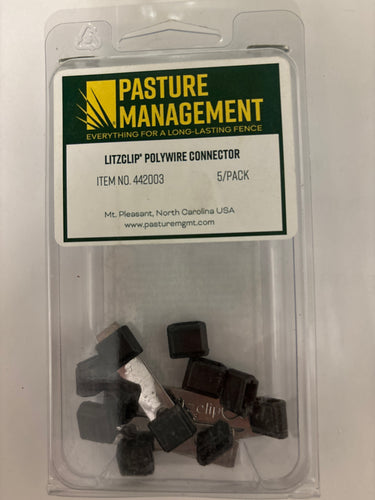 PASTURE
MANAGEMENT
EVERYTHING FOR A LONG-LASTING FENCE
LITZCLIP® POLYWIRE CONNECTOR
ITEM NO. 442003 5/PACK
Mt. Pleasant, North Carolina USA
www.pasturemgmt.com
clip